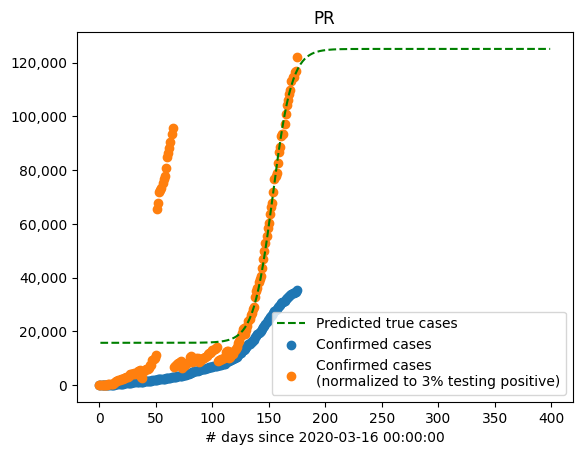 PR
120,000
100,000
80,000
60,000
40,000
20,000
0
Predicted true cases
Confirmed cases
Confirmed cases
(normalized to 3% testing positive)
0 50 100 150 200 250 300 350 400
# days since 2020-03-16 00:00:00